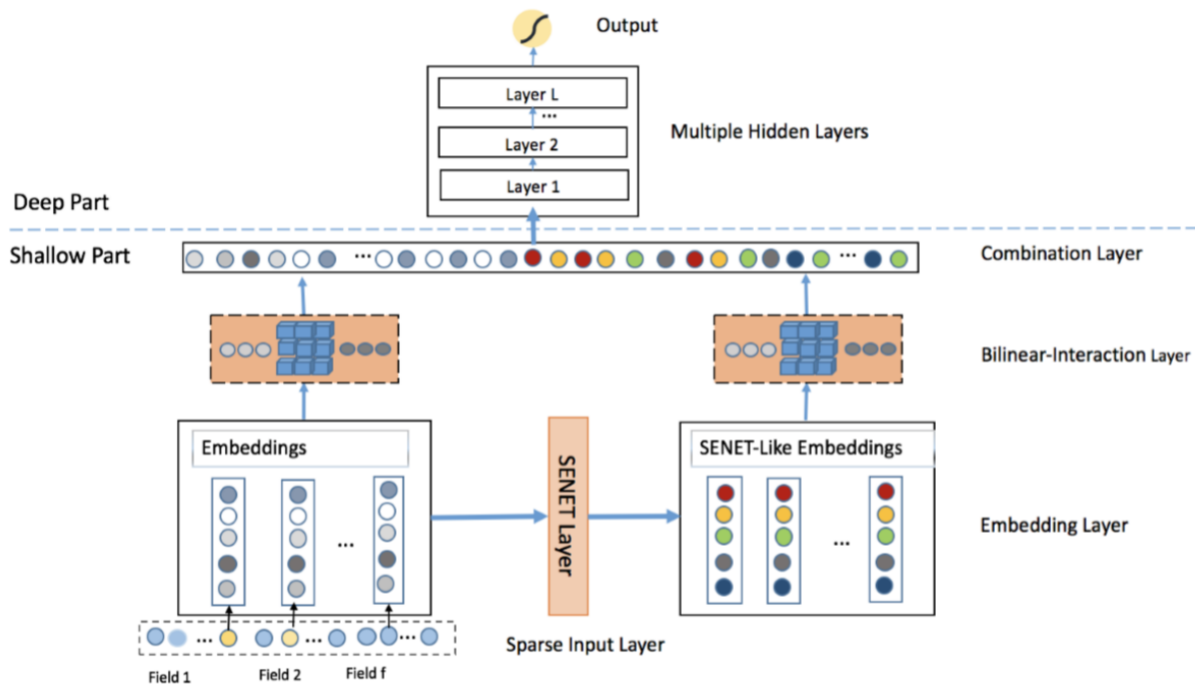 Output
Layer L
...
Layer 2
Multiple Hidden Layers
Layer 1
Deep Part
Shallow Part
...
...
Combination Layer
Bilinear-Interaction Layer
Embeddings
SENET Layer
SENET-Like Embeddings
...
...
Embedding Layer
...
...
...
Sparse Input Layer
Field 1
Field 2
Field f